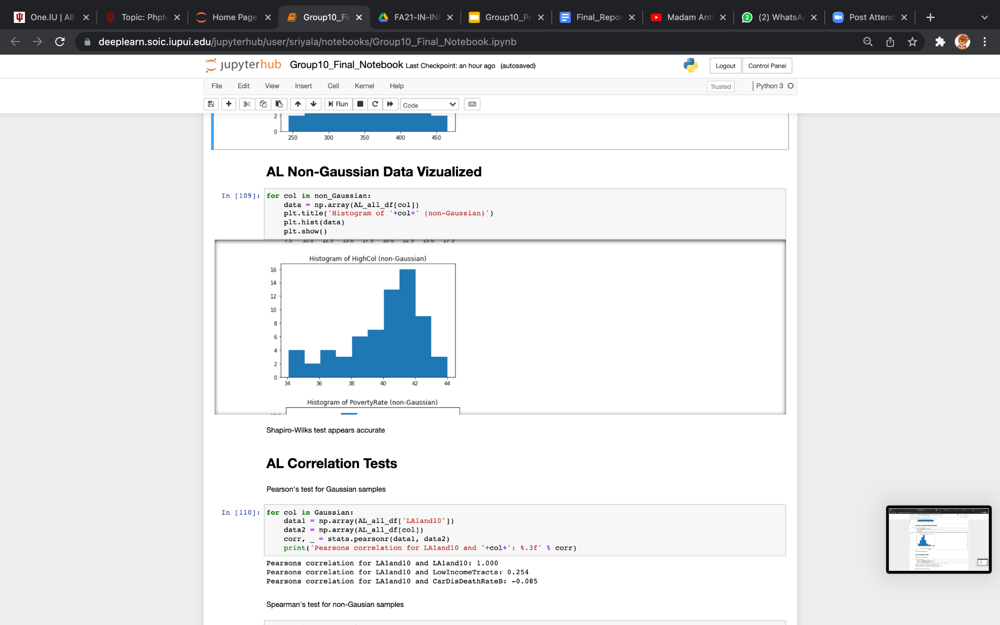 One.IU | All
Topic: PhpM
Home Page
Group10_Fi
FA21-IN-INF
Group10_Pr
Final_Repor
Madam Anti
(2) WhatsA
Post Attend
deeplearn.soic.iupui.edu/jupyterhub/user/sriyala/notebooks/Group10_Final_Notebook.ipynb
jupyterhub Group10_Final_Notebook Last Checkpoint: an hour ago (autosaved)
Logout
Control Panel
File Edit View Insert Cell Kernel Help
Trusted
Python 3
Run
Code
2
0
250 300 350 400 450
AL Non-Gaussian Data Vizualized
In [109]: for col in non_Gaussian:
data = np.array(AL_all_df[col])
plt.title('Histogram of '+col+' (non-Gaussian)')
plt.hist(data)
plt.show()
7.5 10.0 12.5 15.0 17.5 20.0 22.5 25.0 27.5
Histogram of HighCol (non-Gaussian)
16
14
12
10
8
6
4
2
0
34 36 38 40 42 44
Histogram of PovertyRate (non-Gaussian)
Shapiro-Wilks test appears accurate
AL Correlation Tests
Pearson's test for Gaussian samples
In [110]: for col in Gaussian:
data1 = np.array(AL_all_df['LA1and10'])
data2 = np.array(AL_all_df[col])
corr, _ = stats.pearsonr(data1, data2)
print('Pearsons correlation for LA1and10 and '+col+': %.3f' % corr)
Pearsons correlation for LA1and10 and LA1and10: 1.000
Pearsons correlation for LA1and10 and LowIncomeTracts: 0.254
Pearsons correlation for LA1and10 and CarDisDeathRateB: -0.085
Spearman's test for non-Gausian samples